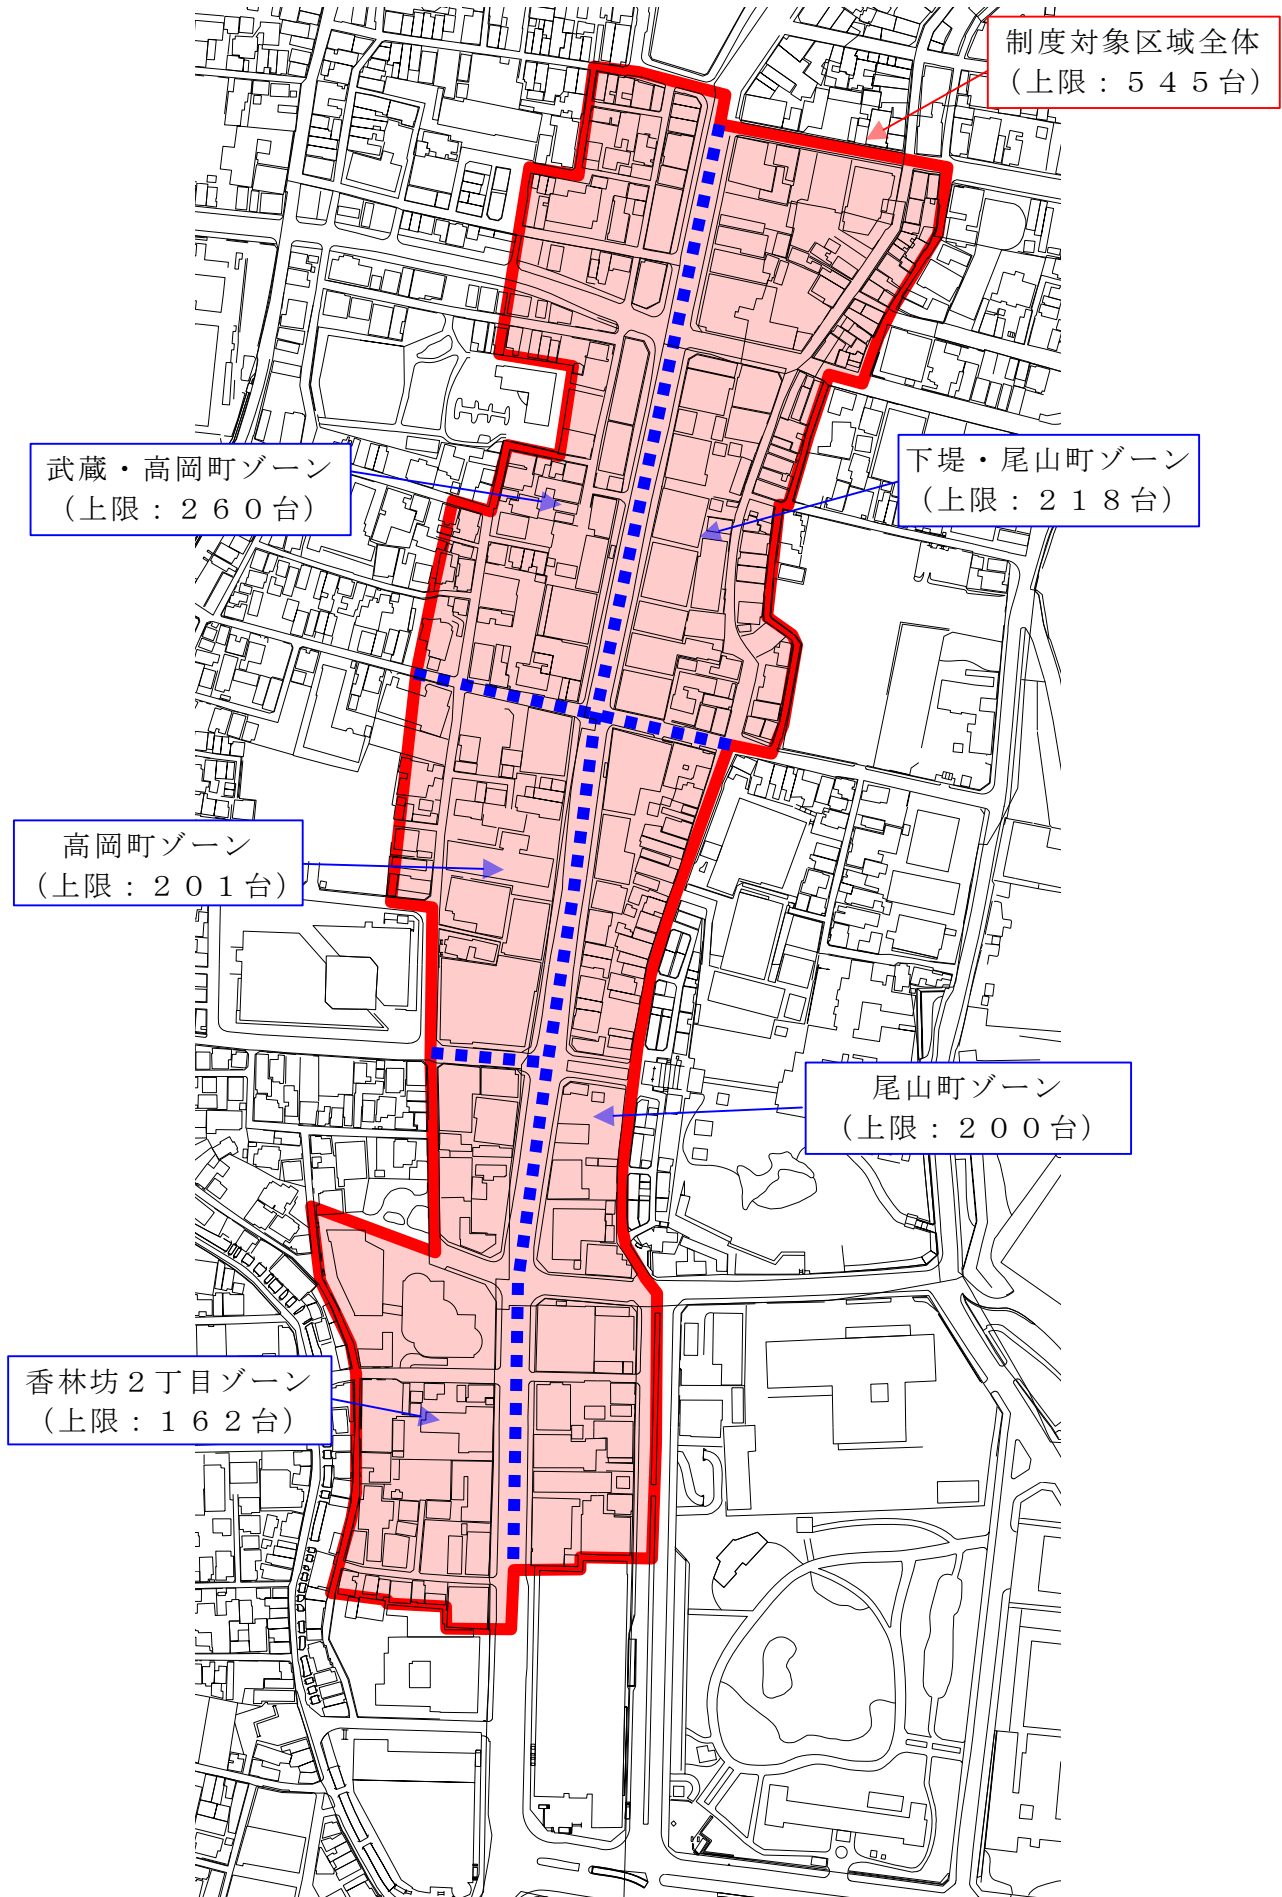 制度対象区域全体
（上限：５４５台）
武蔵・高岡町ゾーン
（上限：２６０台）
下堤・尾山町ゾーン
（上限：２１８台）
高岡町ゾーン
（上限：２０１台）
尾山町ゾーン
（上限：２００台）
香林坊２丁目ゾーン
（上限：１６２台）